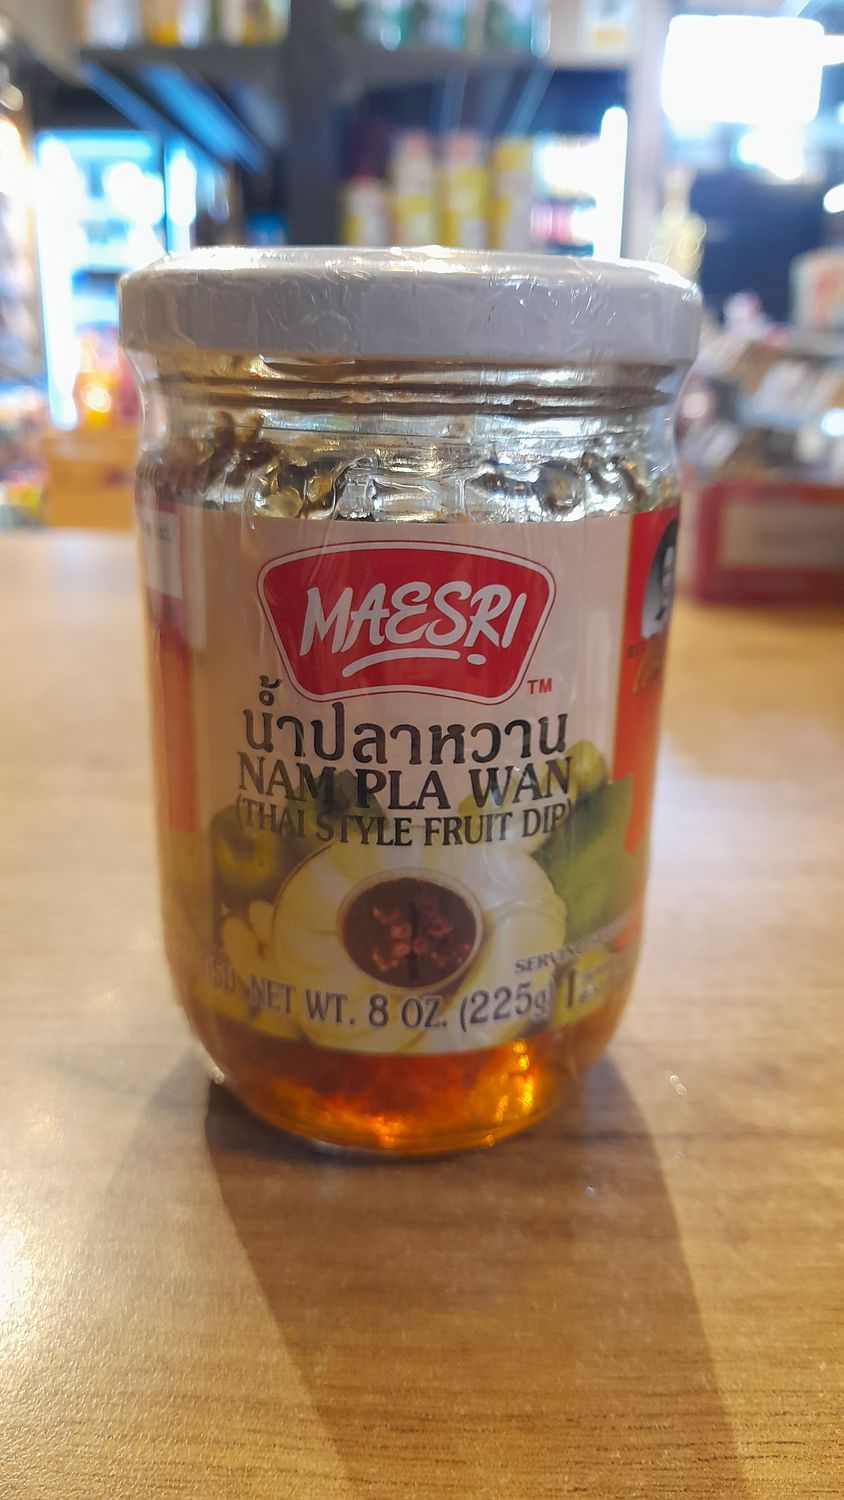 MAESRI
TM
น้ำปลาหวาน
NAM PLA WAN
(THAI STYLE FRUIT DIP)
NET WT. 8 OZ. (225g)